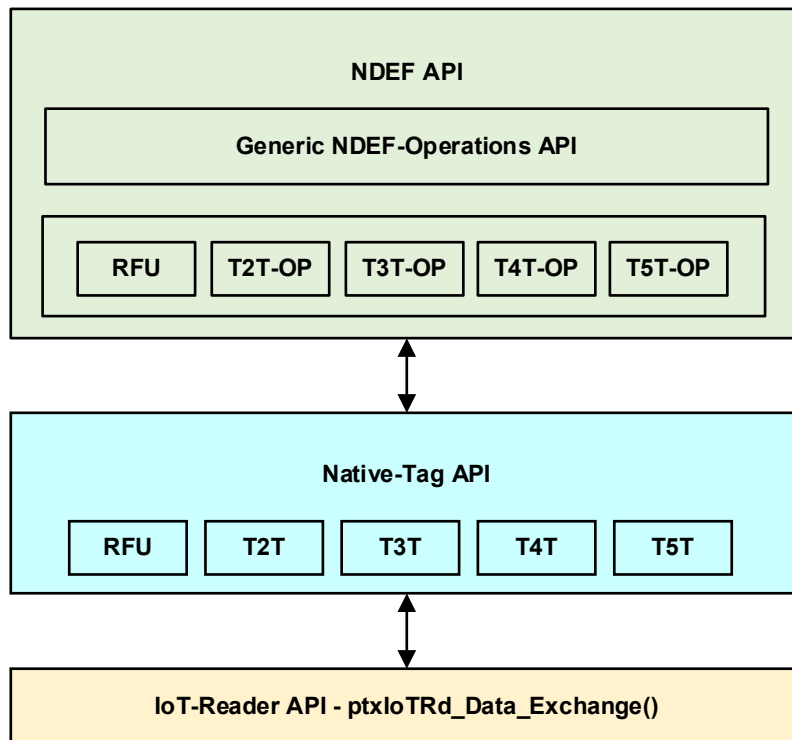 NDEF API
Generic NDEF-Operations API
RFU T2T-OP T3T-OP T4T-OP T5T-OP
Native-Tag API
RFU T2T T3T T4T T5T
IoT-Reader API - ptxIoTRd_Data_Exchange()